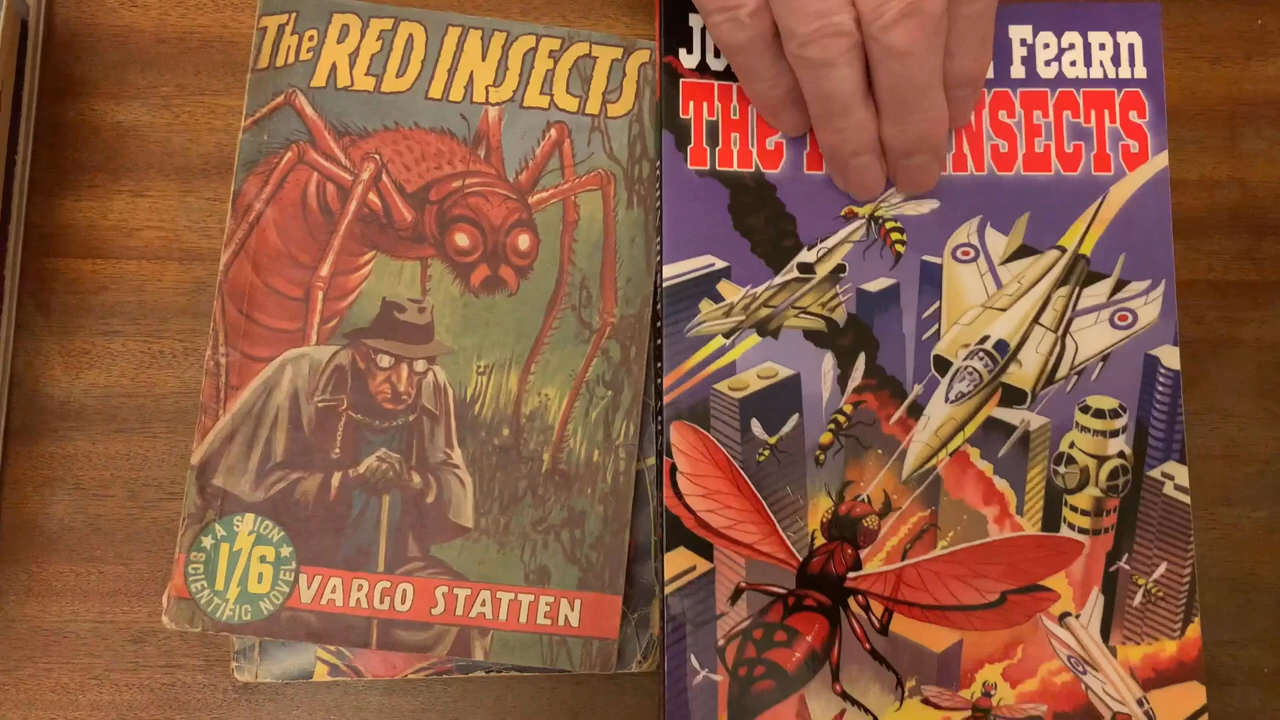 The RED INSECTS
A SCION
1/6
SCIENTIFIC NOVEL
VARGO STATTEN
Fearn
THe
INSECTS